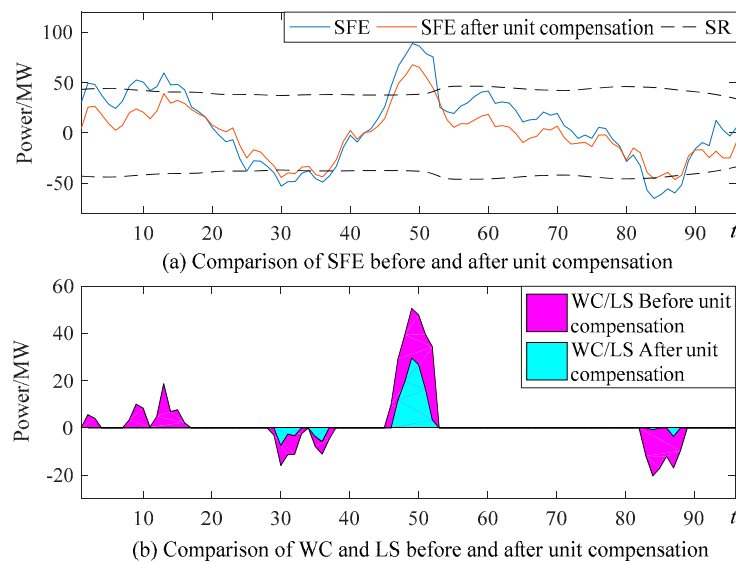 SFE SFE after unit compensation SR
Power/MW
100
50
0
-50
10 20 30 40 50 60 70 80 90 t
(a) Comparison of SFE before and after unit compensation
Power/MW
60
40
20
0
-20
WC/LS Before unit
compensation
WC/LS After unit
compensation
10 20 30 40 50 60 70 80 90 t
(b) Comparison of WC and LS before and after unit compensation